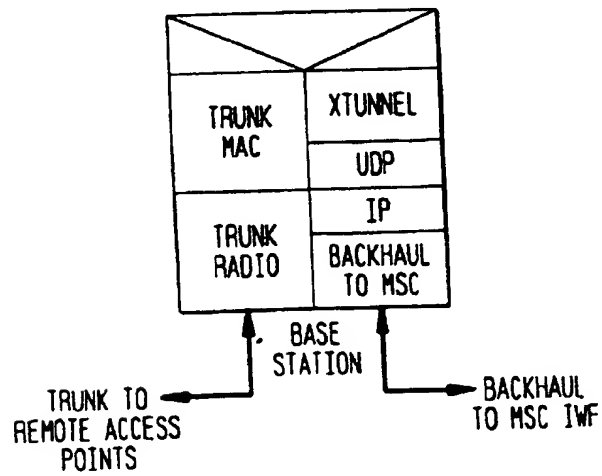 TRUNK
MAC
XTUNNEL
UDP
TRUNK
RADIO
IP
BACKHAUL
TO MSC
BASE
STATION
TRUNK TO
REMOTE ACCESS
POINTS
BACKHAUL
TO MSC IWF